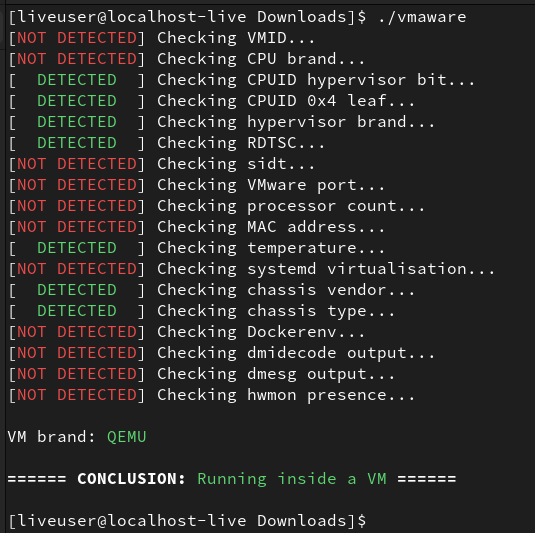 [liveuser@localhost-live Downloads]$ ./vmaware
[NOT DETECTED] Checking VMID...
[NOT DETECTED] Checking CPU brand...
[  DETECTED  ] Checking CPUID hypervisor bit...
[  DETECTED  ] Checking CPUID 0x4 leaf...
[  DETECTED  ] Checking hypervisor brand...
[  DETECTED  ] Checking RDTSC...
[NOT DETECTED] Checking sidt...
[NOT DETECTED] Checking VMware port...
[NOT DETECTED] Checking processor count...
[NOT DETECTED] Checking MAC address...
[  DETECTED  ] Checking temperature...
[NOT DETECTED] Checking systemd virtualisation...
[  DETECTED  ] Checking chassis vendor...
[  DETECTED  ] Checking chassis type...
[NOT DETECTED] Checking Dockerenv...
[NOT DETECTED] Checking dmidecode output...
[NOT DETECTED] Checking dmesg output...
[NOT DETECTED] Checking hwmon presence...
VM brand: QEMU
====== CONCLUSION: Running inside a VM ======
[liveuser@localhost-live Downloads]$